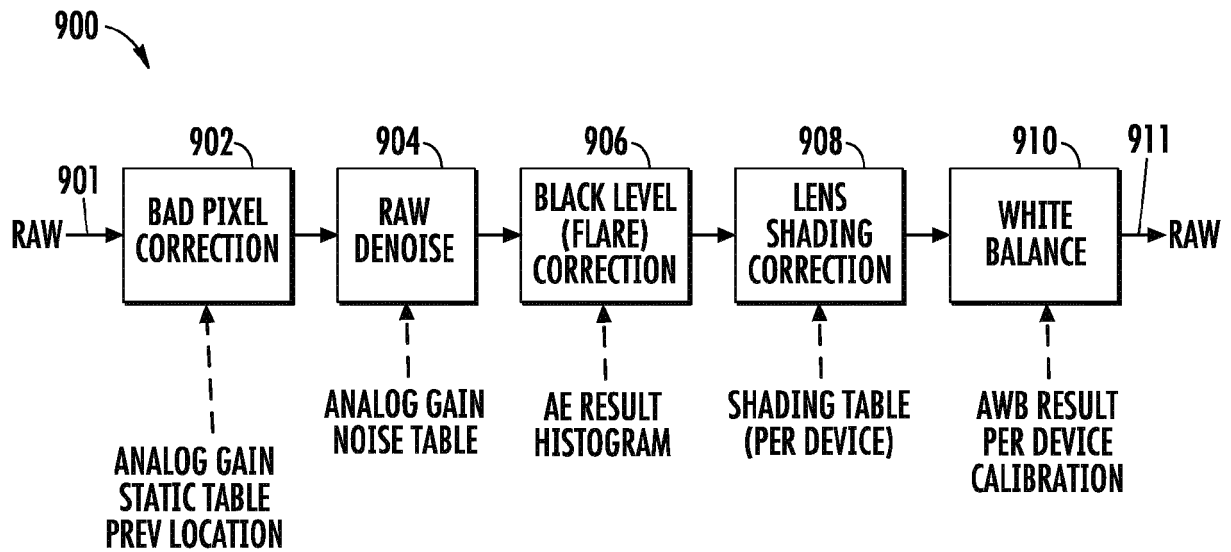 900
902
904
906
908
910
911
901
RAW
BAD PIXEL
CORRECTION
RAW
DENOISE
BLACK LEVEL
(FLARE)
CORRECTION
LENS
SHADING
CORRECTION
WHITE
BALANCE
RAW
ANALOG GAIN
STATIC TABLE
PREV LOCATION
ANALOG GAIN
NOISE TABLE
AE RESULT
HISTOGRAM
SHADING TABLE
(PER DEVICE)
AWB RESULT
PER DEVICE
CALIBRATION